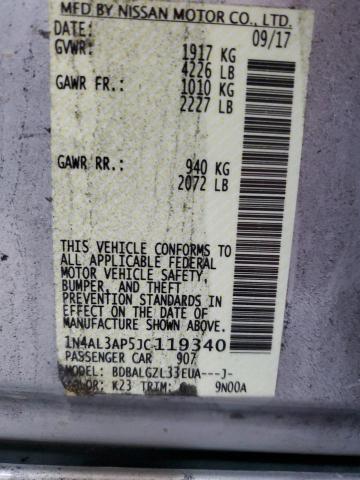 MFD BY NISSAN MOTOR CO., LTD.
DATE: 09/17
GVWR: 1917 KG
4226 LB
GAWR FR.: 1010 KG
2227 LB
GAWR RR.: 940 KG
2072 LB
THIS VEHICLE CONFORMS TO
ALL APPLICABLE FEDERAL
MOTOR VEHICLE SAFETY,
BUMPER, AND THEFT
PREVENTION STANDARDS
IN EFFECT ON THE DATE OF
MANUFACTURE SHOWN ABOVE.
1N4AL3AP5JC119340
PASSENGER CAR 907
MODEL: BDBALGZL33EUA---J-
COLOR: K23 TRIM: 9N00A